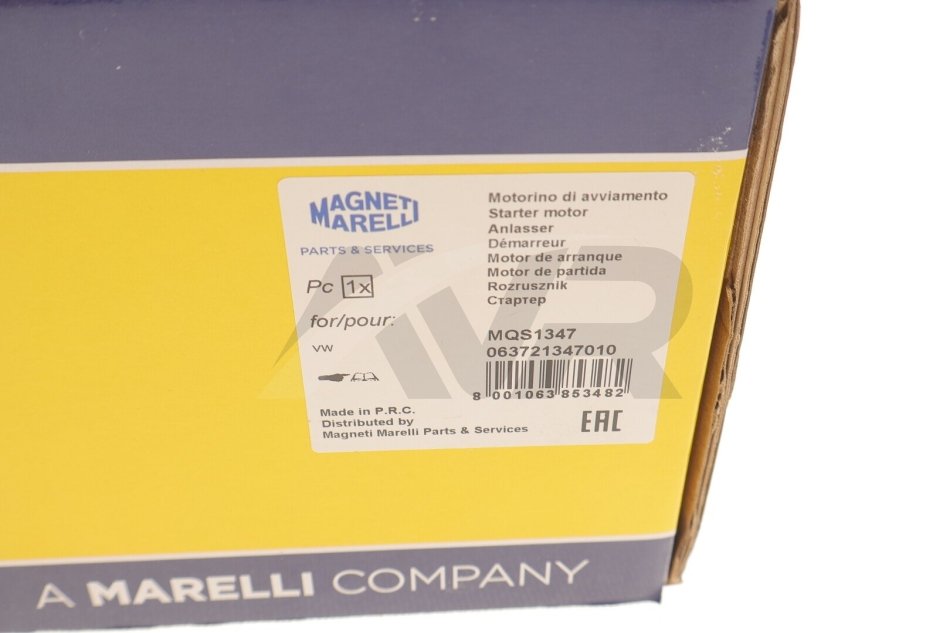 MAGNETI
MARELLI
PARTS & SERVICES
Pc 1x
for/pour:
VW
Made in P.R.C.
Distributed by
Magneti Marelli Parts & Services
Motorino di avviamento
Starter motor
Anlasser
Démarreur
Motor de arranque
Motor de partida
Rozrusznik
Стартер
MQS1347
063721347010
8 001063 853482
EAC
AVR
A MARELLI COMPANY